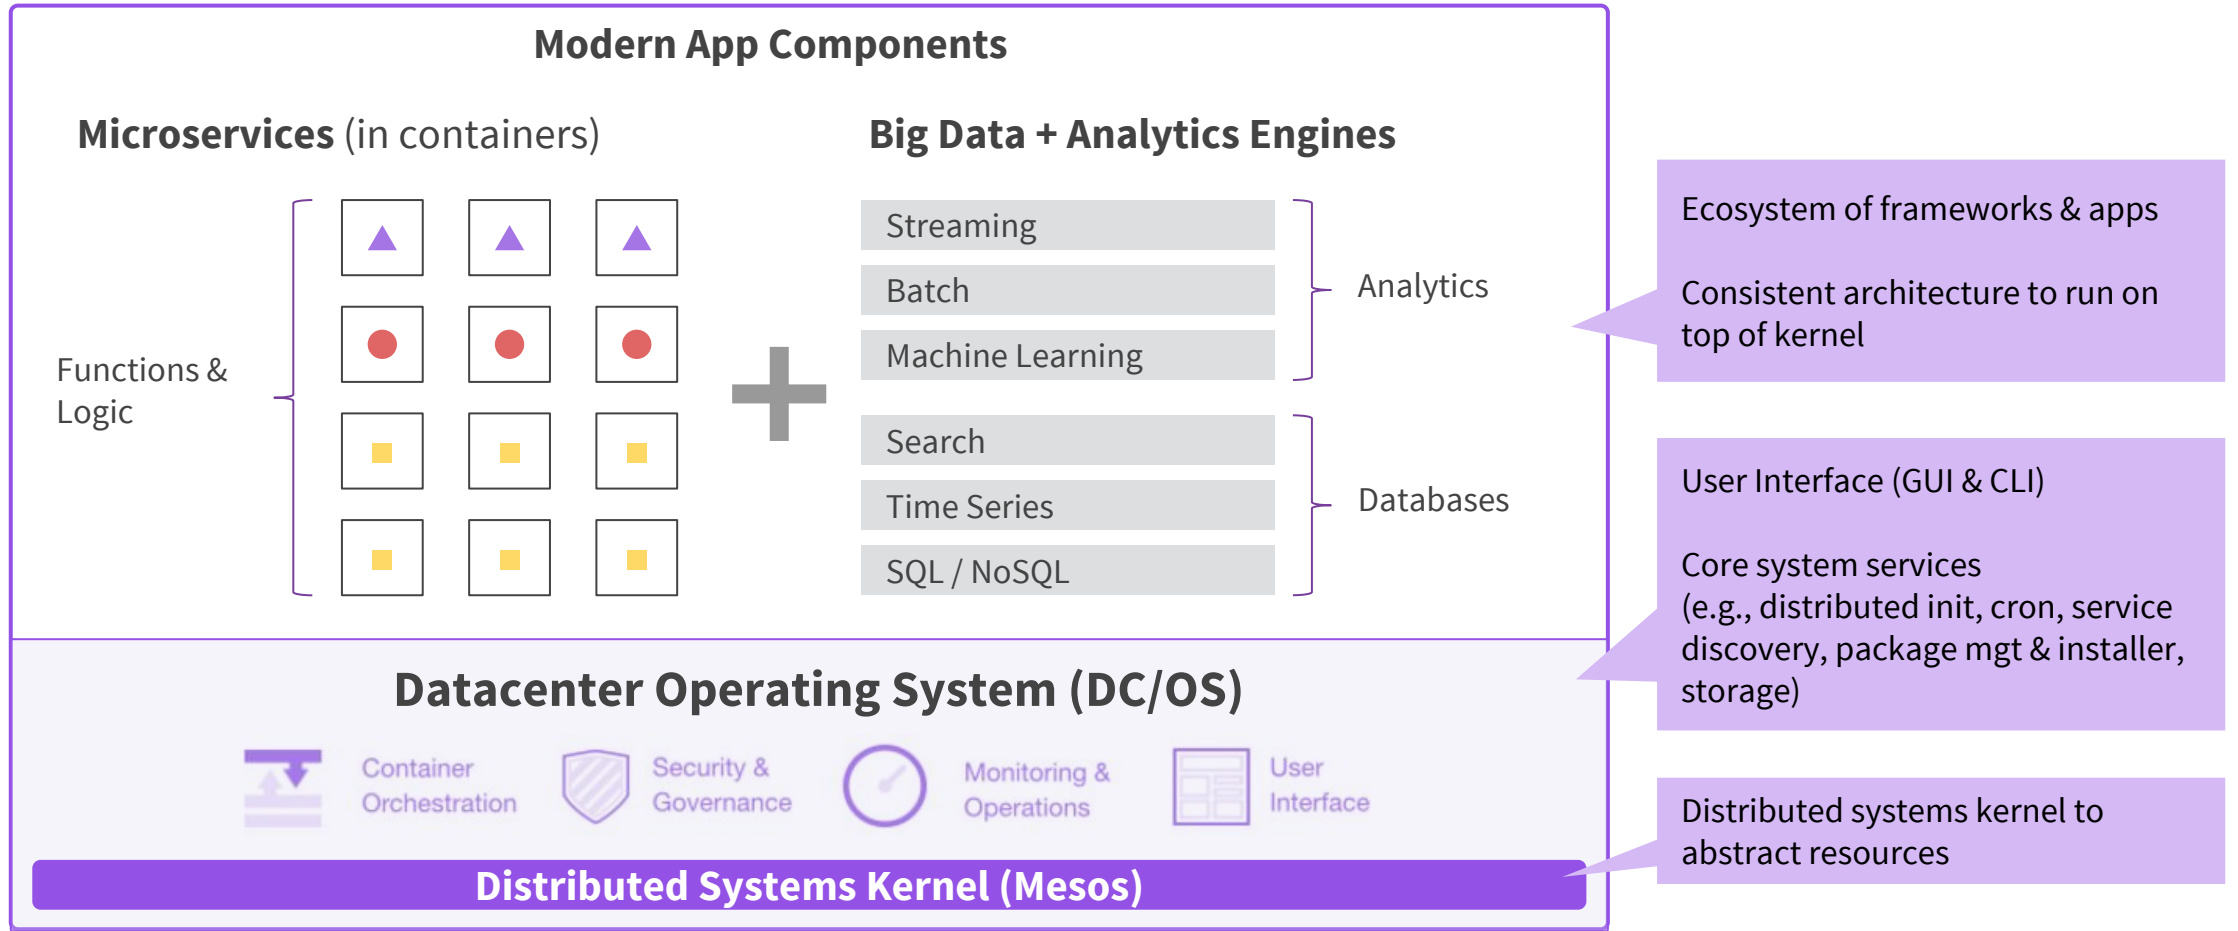 Modern App Components
Microservices (in containers)
Functions &
Logic
Big Data + Analytics Engines
Streaming
Batch
Machine Learning
Analytics
Search
Time Series
SQL / NoSQL
Databases
Datacenter Operating System (DC/OS)
Container
Orchestration
Security &
Governance
Monitoring &
Operations
User
Interface
Distributed Systems Kernel (Mesos)
Ecosystem of frameworks & apps
Consistent architecture to run on
top of kernel
User Interface (GUI & CLI)
Core system services
(e.g., distributed init, cron, service
discovery, package mgt & installer,
storage)
Distributed systems kernel to
abstract resources